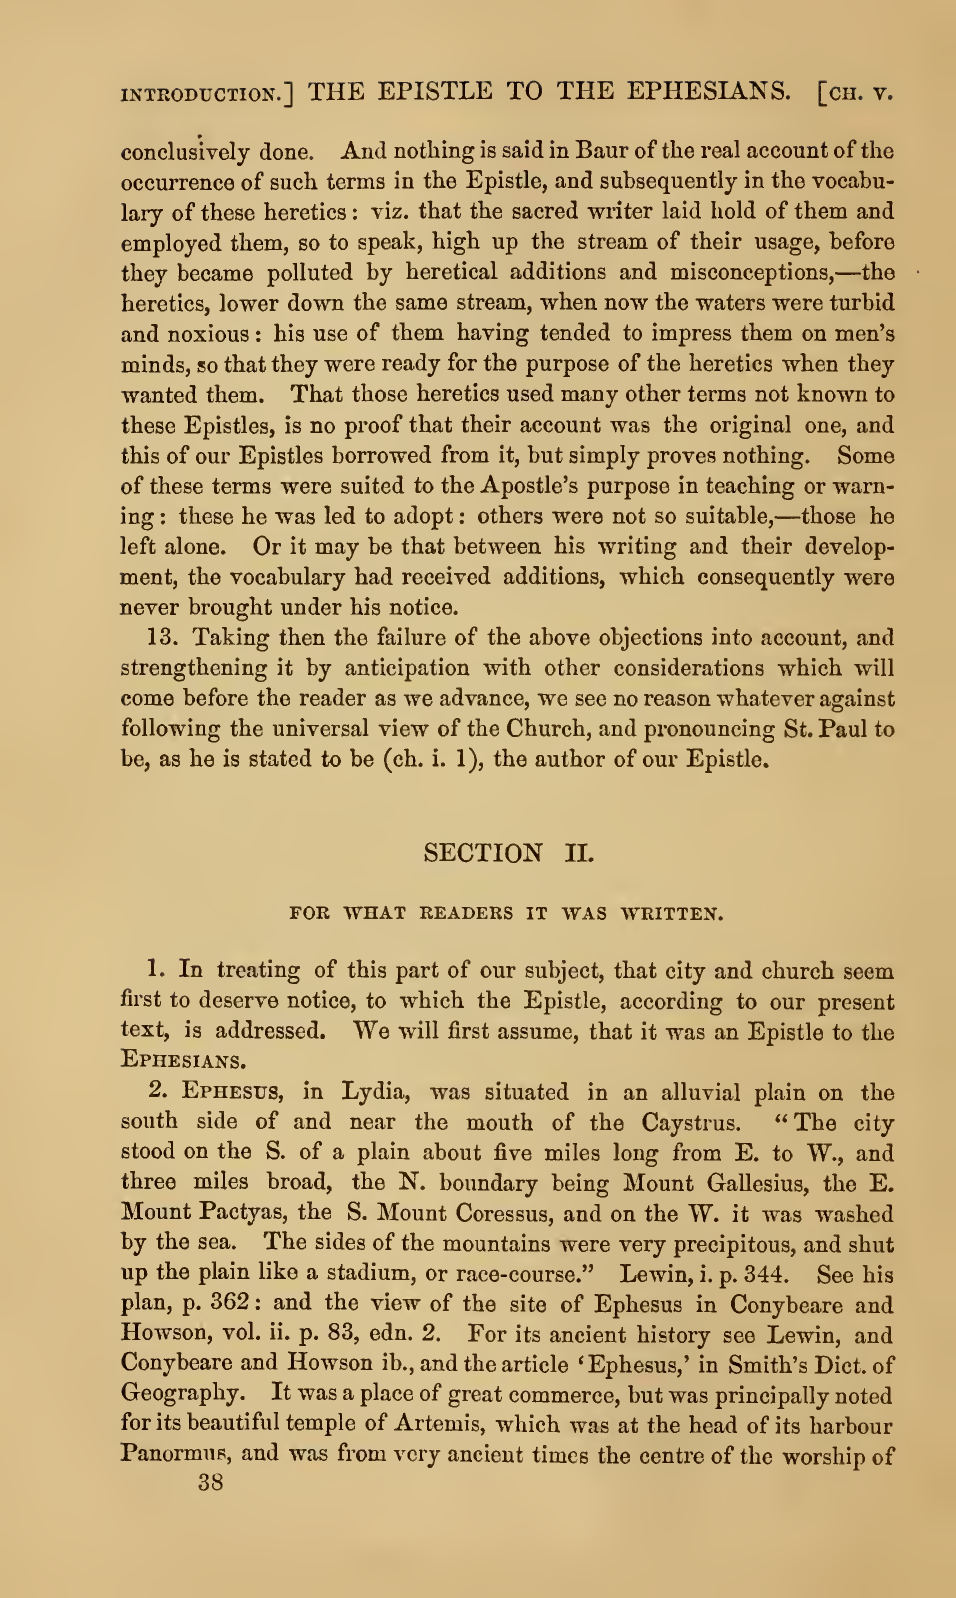 INTRODUCTION.] THE EPISTLE TO THE EPHESIANS. [CH. V.
conclusively done. And nothing is said in Baur of the real account of the
occurrence of such terms in the Epistle, and subsequently in the vocabu-
lary of these heretics : viz. that the sacred writer laid hold of them and
employed them, so to speak, high up the stream of their usage, before
they became polluted by heretical additions and misconceptions,—the
heretics, lower down the same stream, when now the waters were turbid
and noxious : his use of them having tended to impress them on men's
minds, so that they were ready for the purpose of the heretics when they
wanted them. That those heretics used many other terms not known to
these Epistles, is no proof that their account was the original one, and
this of our Epistles borrowed from it, but simply proves nothing. Some
of these terms were suited to the Apostle's purpose in teaching or warn-
ing : these he was led to adopt : others were not so suitable,—those he
left alone. Or it may be that between his writing and their develop-
ment, the vocabulary had received additions, which consequently were
never brought under his notice.
13. Taking then the failure of the above objections into account, and
strengthening it by anticipation with other considerations which will
come before the reader as we advance, we see no reason whatever against
following the universal view of the Church, and pronouncing St. Paul to
be, as he is stated to be (ch. i. 1), the author of our Epistle.
SECTION II.
FOR WHAT READERS IT WAS WRITTEN.
1. In treating of this part of our subject, that city and church seem
first to deserve notice, to which the Epistle, according to our present
text, is addressed. We will first assume, that it was an Epistle to the
EPHESIANS.
2. EPHESUS, in Lydia, was situated in an alluvial plain on the
south side of and near the mouth of the Caystrus. “ The city
stood on the S. of a plain about five miles long from E. to W., and
three miles broad, the N. boundary being Mount Gallesius, the E.
Mount Pactyas, the S. Mount Coressus, and on the W. it was washed
by the sea. The sides of the mountains were very precipitous, and shut
up the plain like a stadium, or race-course.” Lewin, i. p. 344. See his
plan, p. 362 : and the view of the site of Ephesus in Conybeare and
Howson, vol. ii. p. 83, edn. 2. For its ancient history see Lewin, and
Conybeare and Howson ib., and the article ‘Ephesus,’ in Smith's Dict. of
Geography. It was a place of great commerce, but was principally noted
for its beautiful temple of Artemis, which was at the head of its harbour
Panormus, and was from very ancient times the centre of the worship of
38